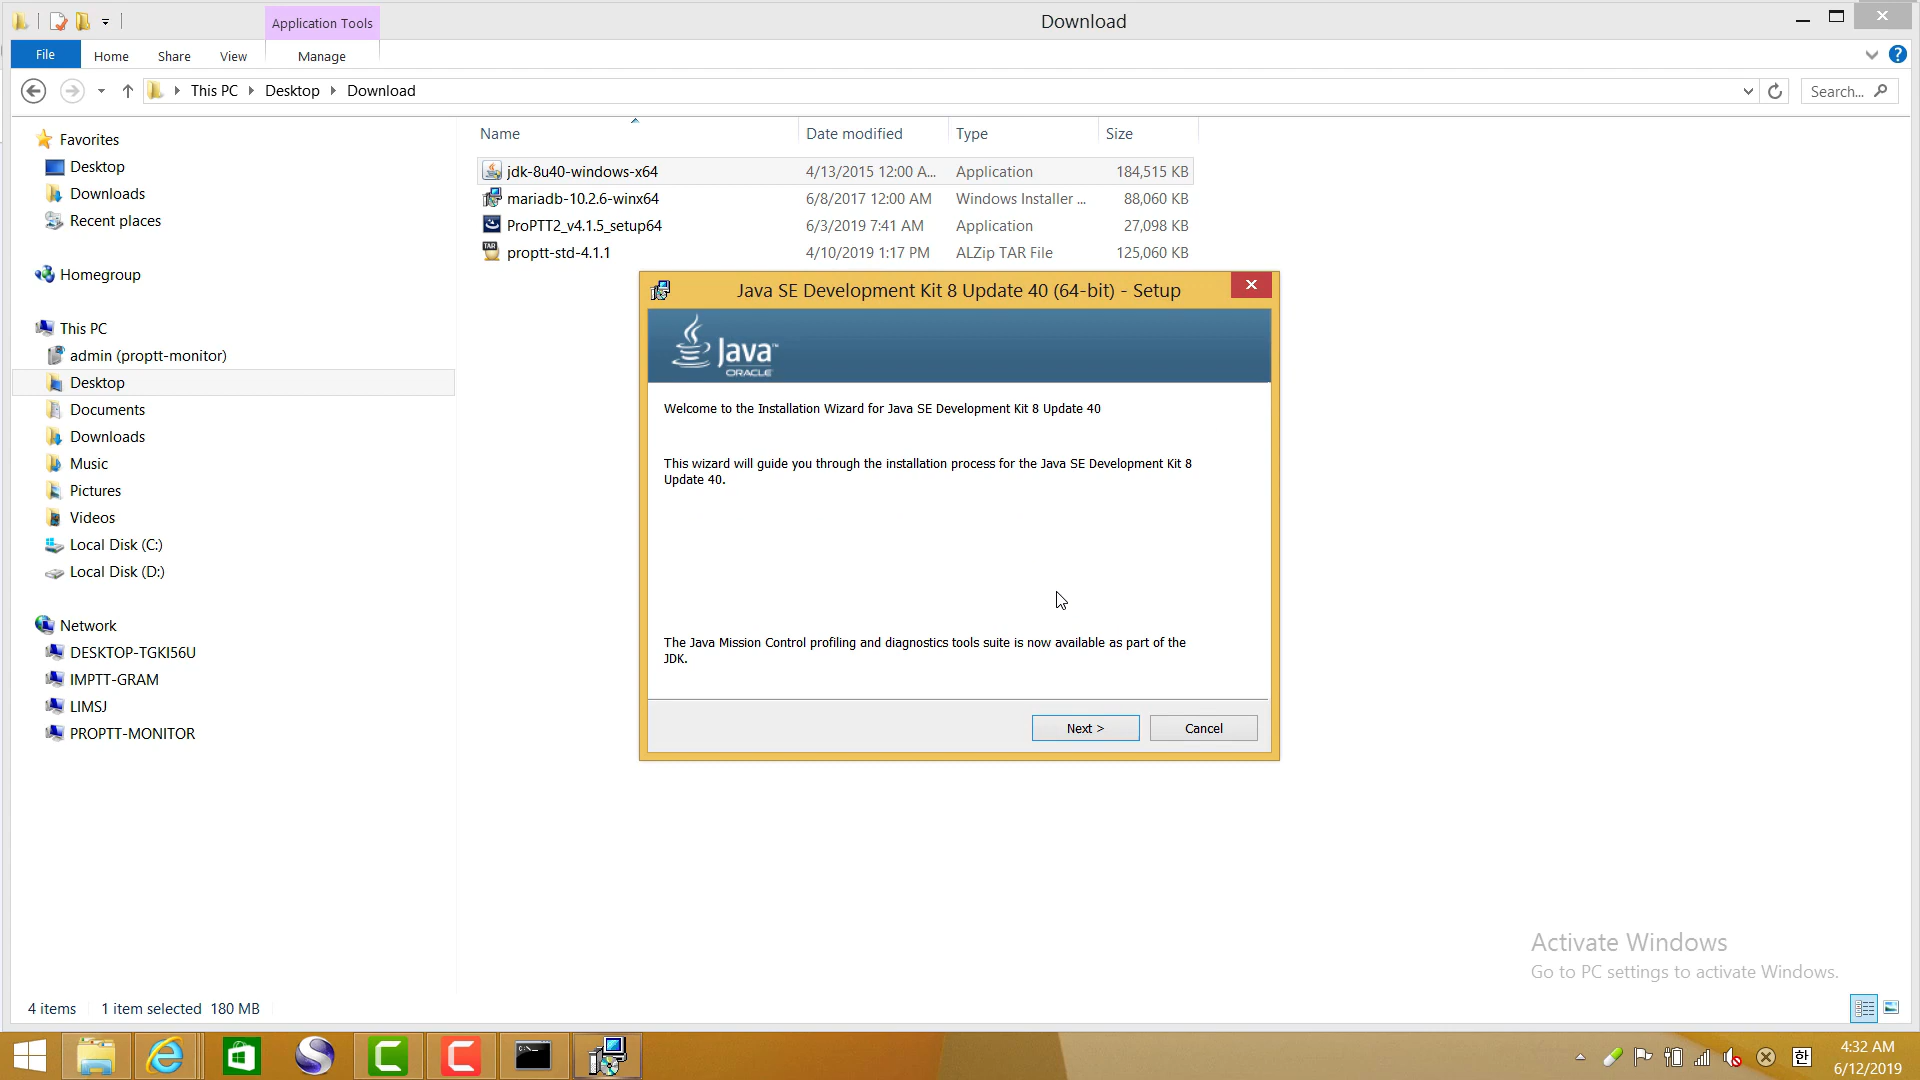 Application Tools
Download
File
Home
Share
View
Manage
This PC
Desktop
Download
Search...
Name
Date modified
Type
Size
Favorites
Desktop
Downloads
Recent places
Homegroup
This PC
admin (proptt-monitor)
Desktop
Documents
Downloads
Music
Pictures
Videos
Local Disk (C:)
Local Disk (D:)
Network
DESKTOP-TGKI56U
IMPTT-GRAM
LIMSJ
PROPTT-MONITOR
jdk-8u40-windows-x64 4/13/2015 12:00 A... Application 184,515 KB
mariadb-10.2.6-winx64 6/8/2017 12:00 AM Windows Installer ... 88,060 KB
ProPTT2_v4.1.5_setup64 6/3/2019 7:41 AM Application 27,098 KB
proptt-std-4.1.1 4/10/2019 1:17 PM ALZip TAR File 125,060 KB
Java SE Development Kit 8 Update 40 (64-bit) - Setup
Java™
ORACLE
Welcome to the Installation Wizard for Java SE Development Kit 8 Update 40
This wizard will guide you through the installation process for the Java SE Development Kit 8
Update 40.
The Java Mission Control profiling and diagnostics tools suite is now available as part of the
JDK.
Next >
Cancel
Activate Windows
Go to PC settings to activate Windows.
4 items 1 item selected 180 MB
한
4:32 AM
6/12/2019